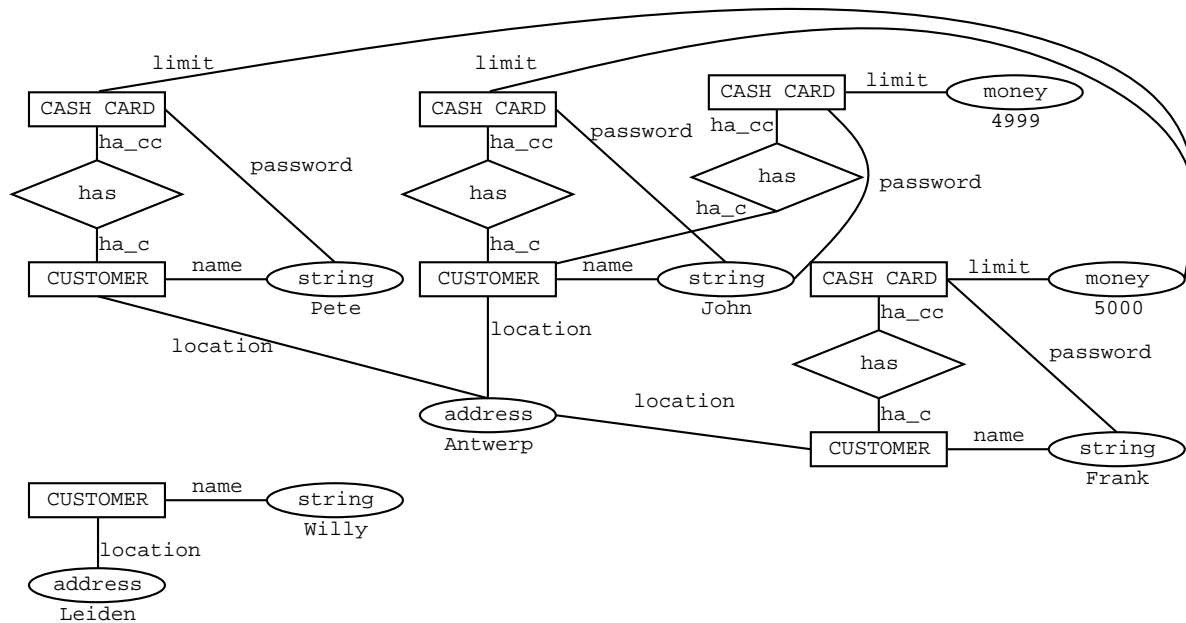 limit
limit
CASH CARD
CASH CARD
CASH CARD
limit
money
4999
ha_cc
ha_cc
ha_cc
password
password
password
has
has
has
ha_c
ha_c
ha_c
CUSTOMER
name
string
Pete
CUSTOMER
name
string
John
CASH CARD
limit
money
5000
location
location
ha_cc
has
password
location
address
Antwerp
ha_c
CUSTOMER
name
string
Frank
CUSTOMER
name
string
Willy
location
address
Leiden